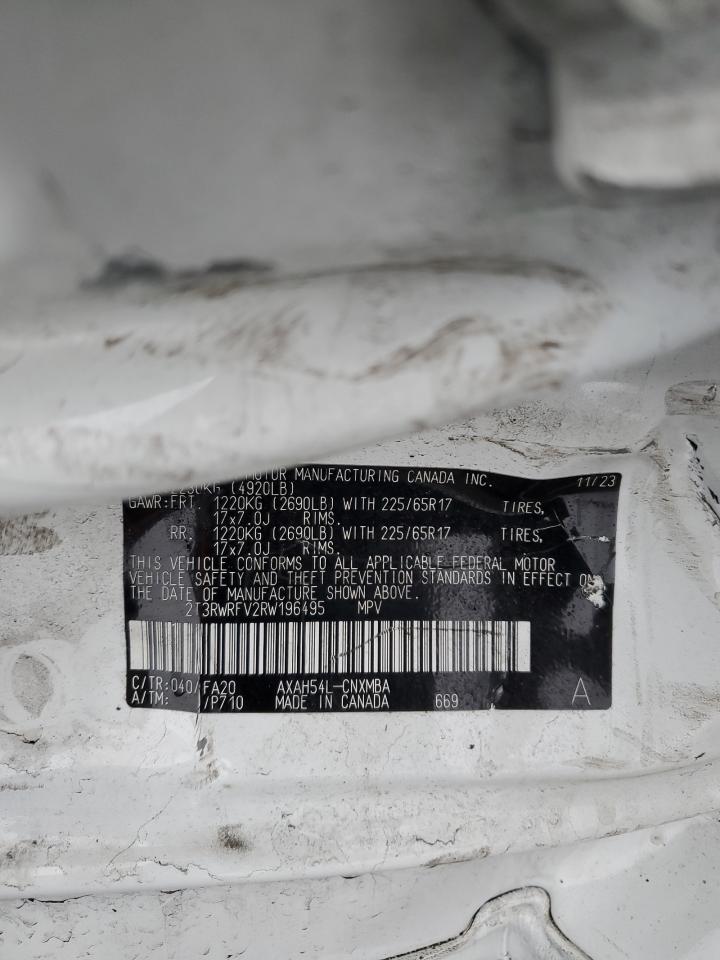 MOTOR MANUFACTURING CANADA INC. 11/23
(4920LB)
GAWR:FRT. 1220KG (2690LB) WITH 225/65R17 TIRES,
17x7.0J RIMS.
RR. 1220KG (2690LB) WITH 225/65R17 TIRES,
17x7.0J RIMS.
THIS VEHICLE CONFORMS TO ALL APPLICABLE FEDERAL MOTOR
VEHICLE SAFETY AND THEFT PREVENTION STANDARDS IN EFFECT ON
THE DATE OF MANUFACTURE SHOWN ABOVE.
2T3RWRFV2RW196495 MPV
C/TR:040/FA20 AXAH54L-CNXMBA
A/TM: /P710 MADE IN CANADA 669 A